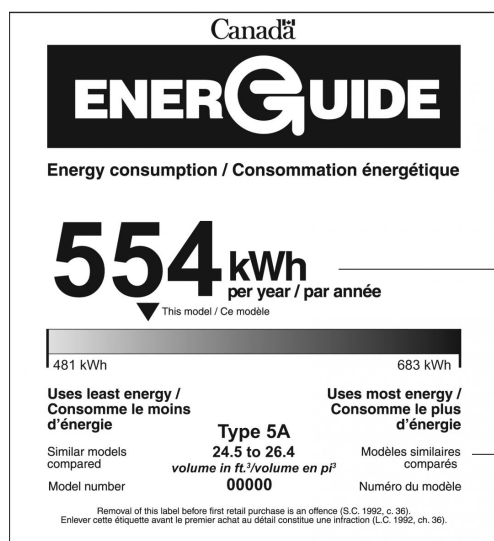 Canada
ENERGUIDE
Energy consumption / Consommation énergétique
554 kWh
per year / par année
This model / Ce modèle
481 kWh 683 kWh
Uses least energy /
Consomme le moins
d'énergie
Uses most energy /
Consomme le plus
d'énergie
Similar models
compared
Type 5A
24.5 to 26.4
volume in ft.³/volume en pi³
Modèles similaires
comparés
Model number 00000 Numéro du modèle
Removal of this label before first retail purchase is an offence (S.C. 1992, c. 36).
Enlever cette étiquette avant le premier achat au détail constitue une infraction (L.C. 1992, ch. 36).